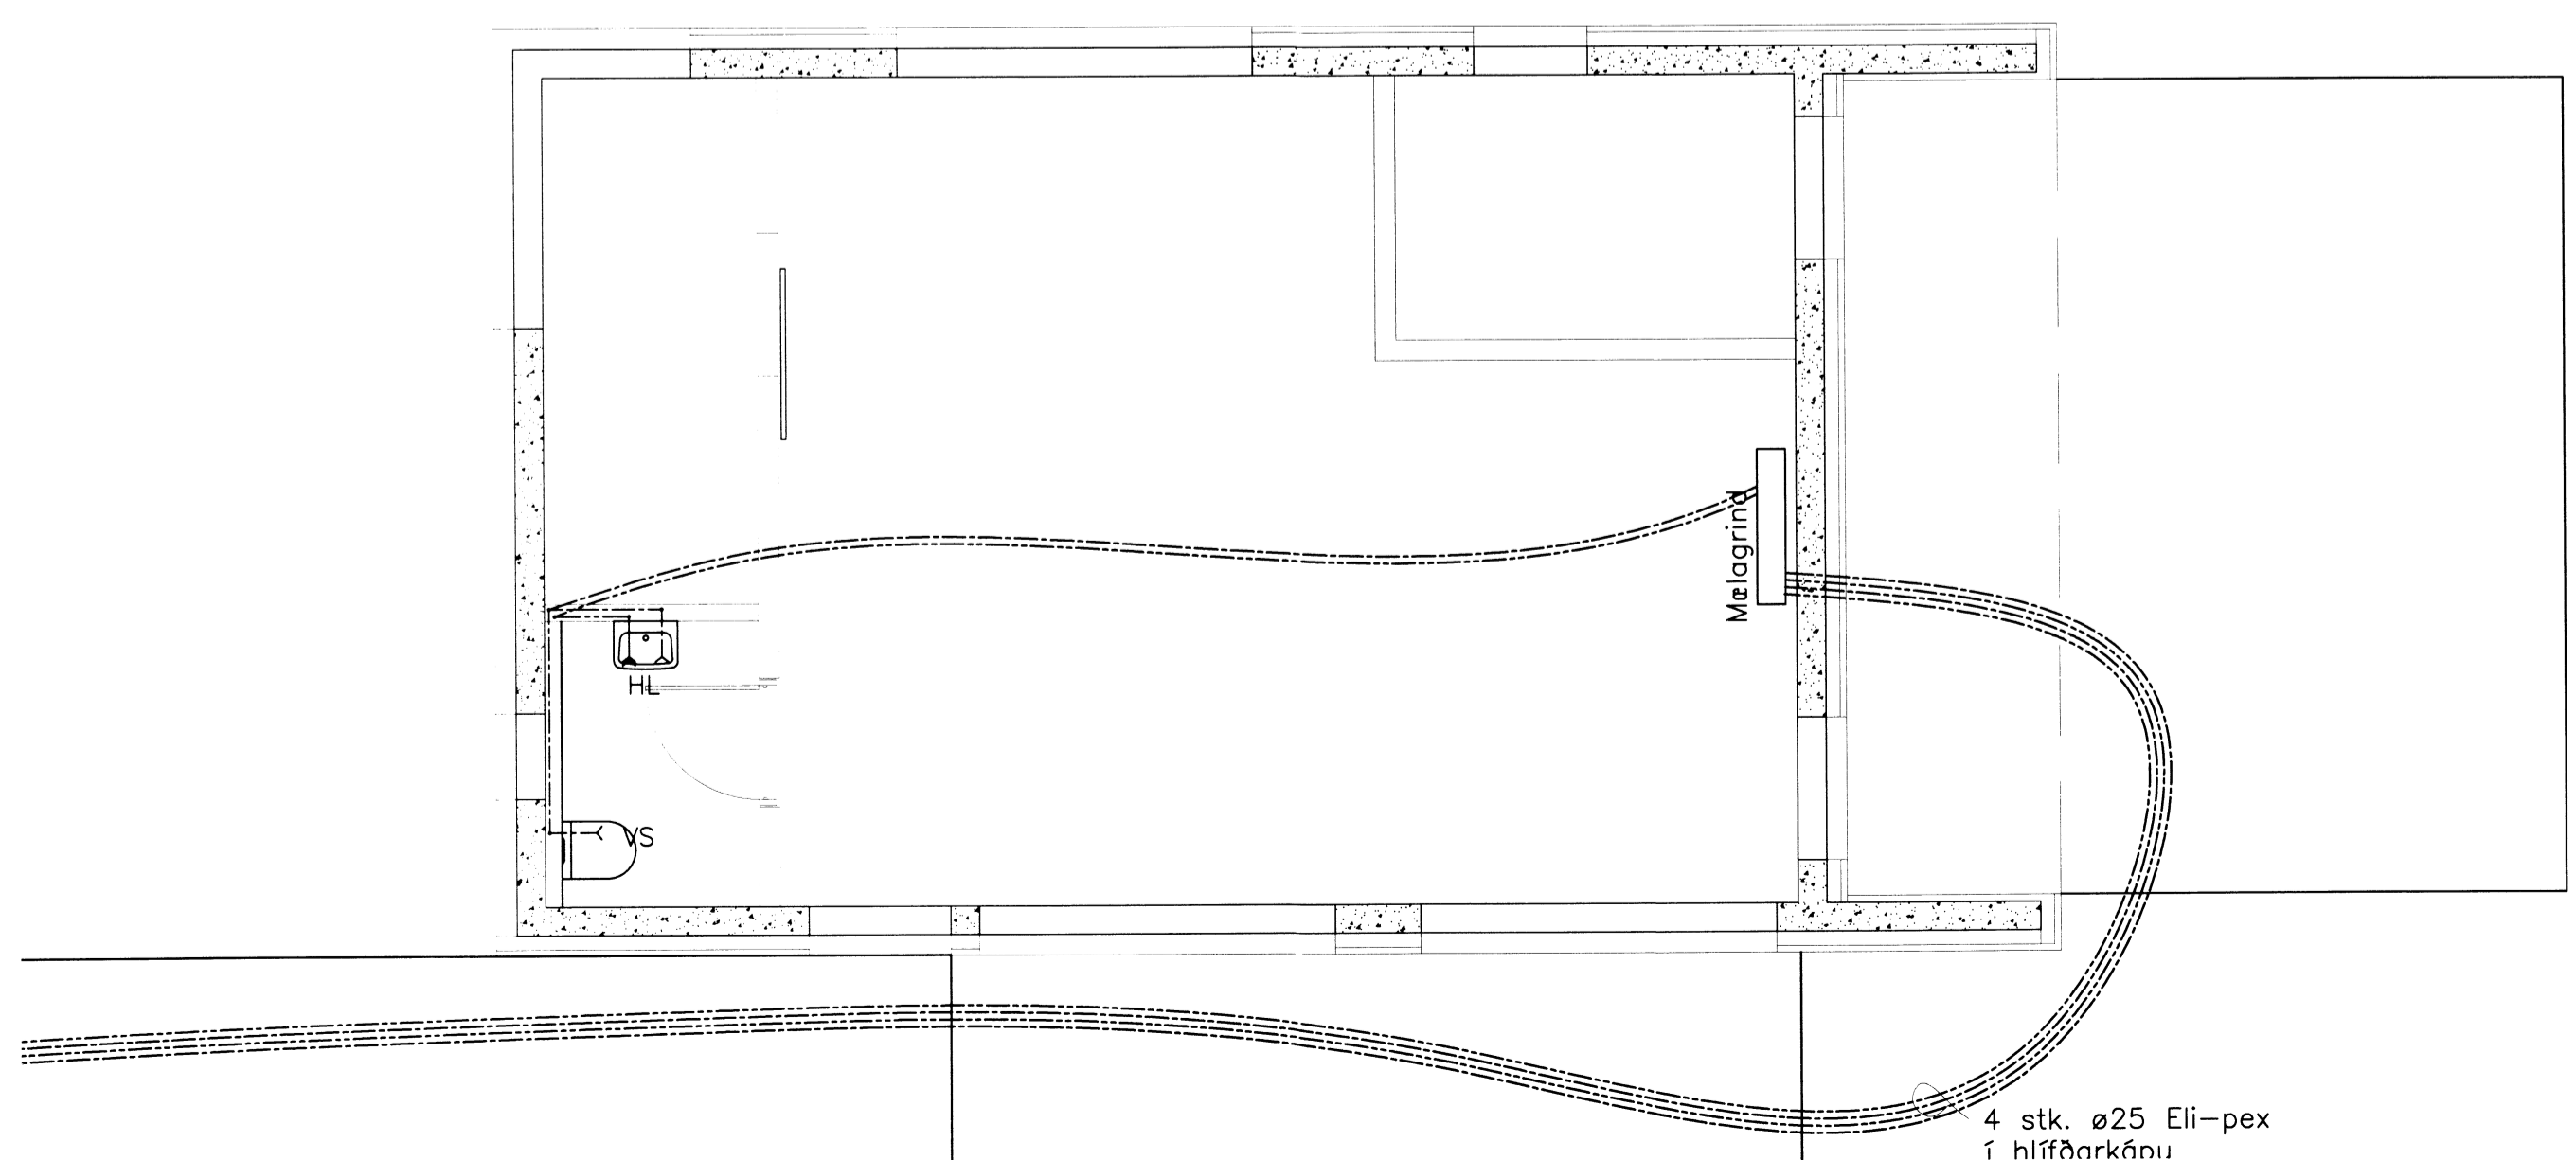 Mælagrind
HL
VS
4 stk. ø25 Eli-pex
í hlífðarkápu